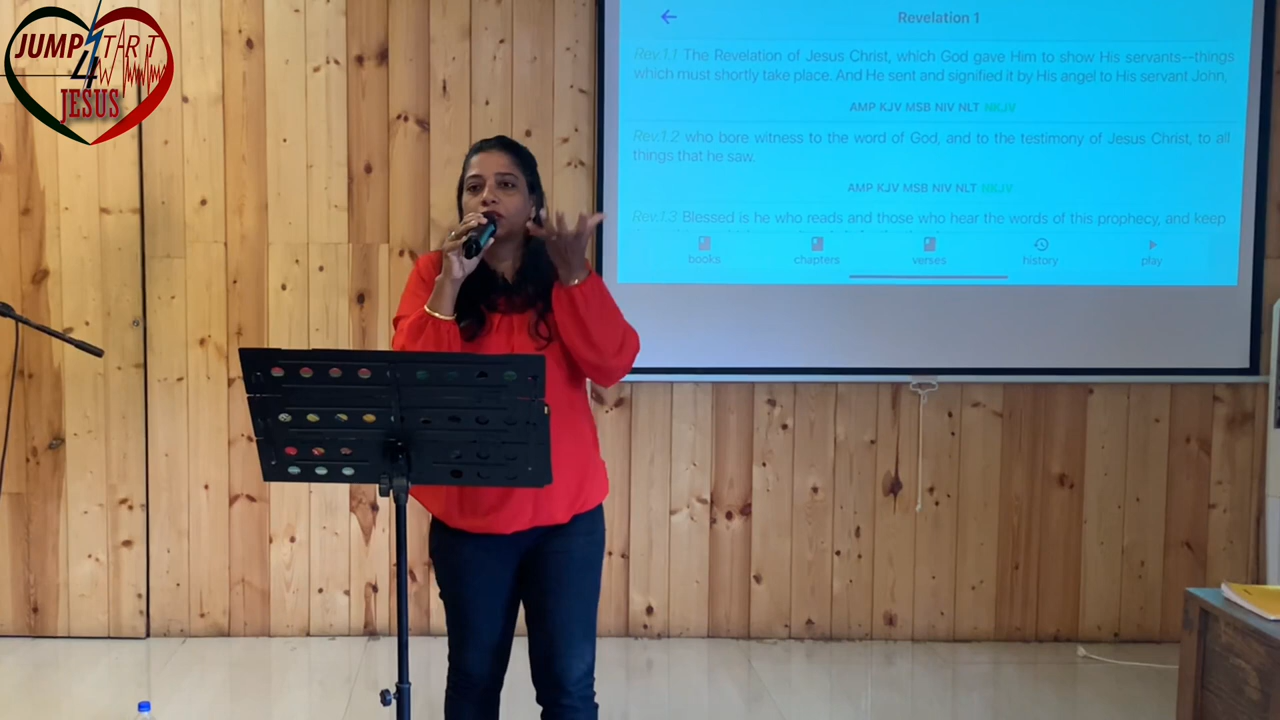 JUMPSTART
4
JESUS
Revelation 1
Rev:1:1 The Revelation of Jesus Christ, which God gave Him to show His servants--things
which must shortly take place. And He sent and signified it by His angel to His servant John,
AMP KJV MSB NIV NLT NKJV
Rev:1:2 who bore witness to the word of God, and to the testimony of Jesus Christ, to all
things that he saw.
AMP KJV MSB NIV NLT NKJV
Rev:1:3 Blessed is he who reads and those who hear the words of this prophecy, and keep
books chapters verses history play